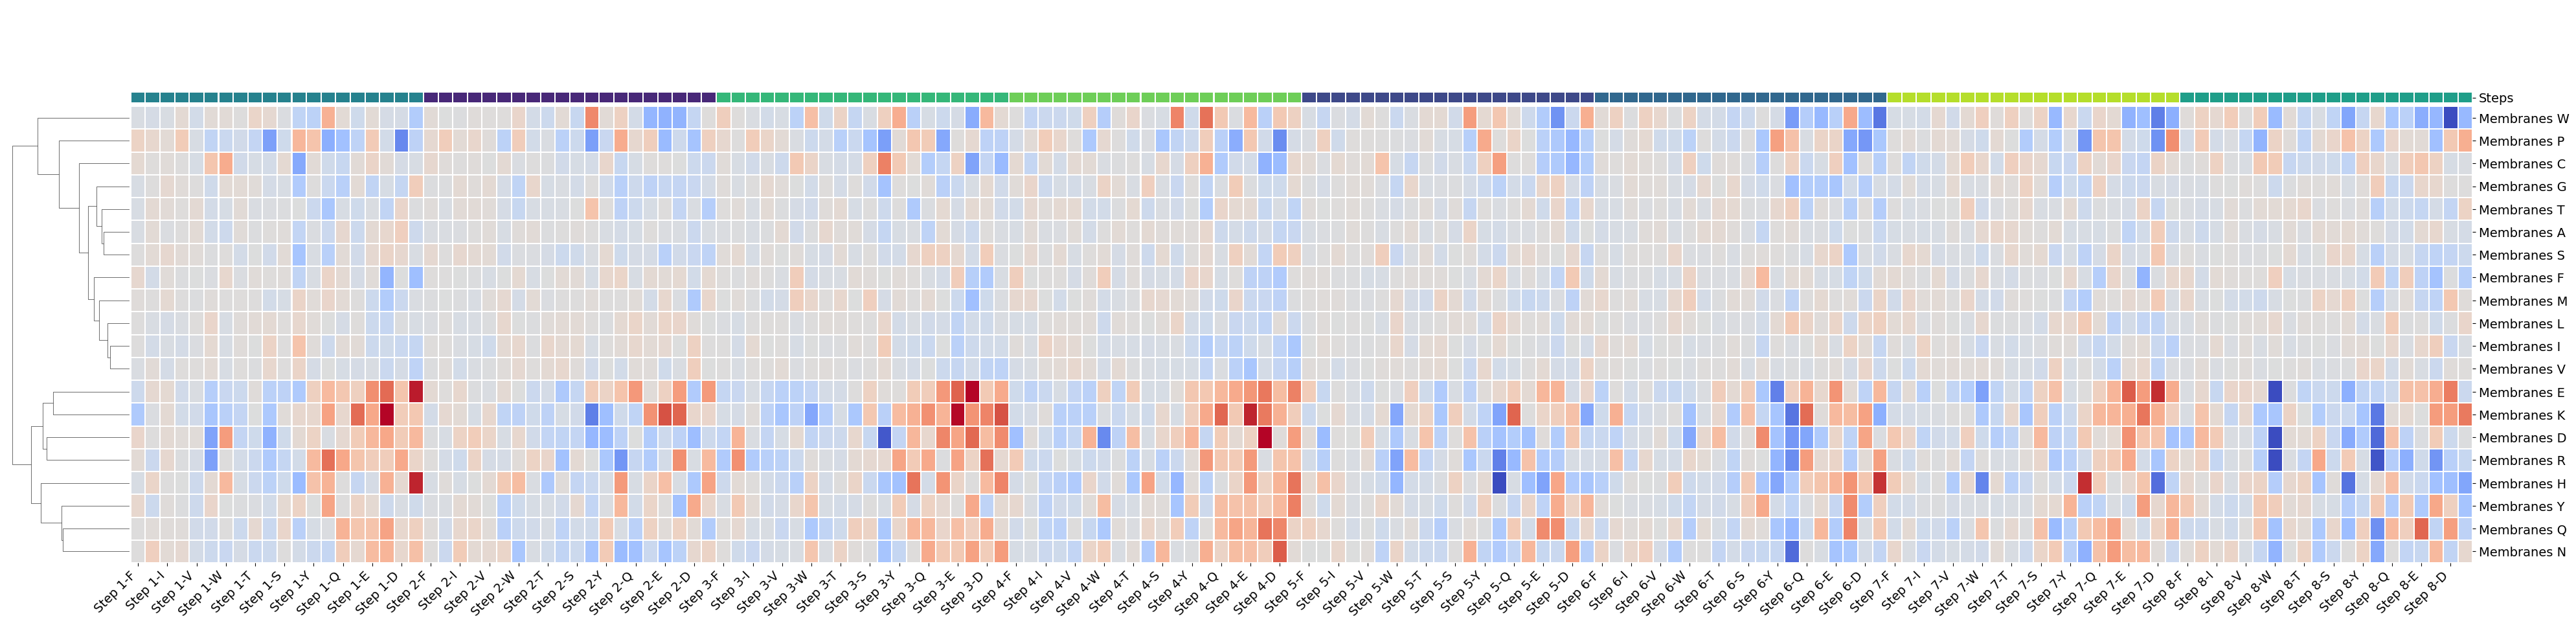 Steps
Membranes W
Membranes P
Membranes C
Membranes G
Membranes T
Membranes A
Membranes S
Membranes F
Membranes M
Membranes L
Membranes I
Membranes V
Membranes E
Membranes K
Membranes D
Membranes R
Membranes H
Membranes Y
Membranes Q
Membranes N
Step 1-F
Step 1-I
Step 1-V
Step 1-W
Step 1-T
Step 1-S
Step 1-Y
Step 1-Q
Step 1-E
Step 1-D
Step 2-F
Step 2-I
Step 2-V
Step 2-W
Step 2-T
Step 2-S
Step 2-Y
Step 2-Q
Step 2-E
Step 2-D
Step 3-F
Step 3-I
Step 3-V
Step 3-W
Step 3-T
Step 3-S
Step 3-Y
Step 3-Q
Step 3-E
Step 3-D
Step 4-F
Step 4-I
Step 4-V
Step 4-W
Step 4-T
Step 4-S
Step 4-Y
Step 4-Q
Step 4-E
Step 4-D
Step 5-F
Step 5-I
Step 5-V
Step 5-W
Step 5-T
Step 5-S
Step 5-Y
Step 5-Q
Step 5-E
Step 5-D
Step 6-F
Step 6-I
Step 6-V
Step 6-W
Step 6-T
Step 6-S
Step 6-Y
Step 6-Q
Step 6-E
Step 6-D
Step 7-F
Step 7-I
Step 7-V
Step 7-W
Step 7-T
Step 7-S
Step 7-Y
Step 7-Q
Step 7-E
Step 7-D
Step 8-F
Step 8-I
Step 8-V
Step 8-W
Step 8-T
Step 8-S
Step 8-Y
Step 8-Q
Step 8-E
Step 8-D